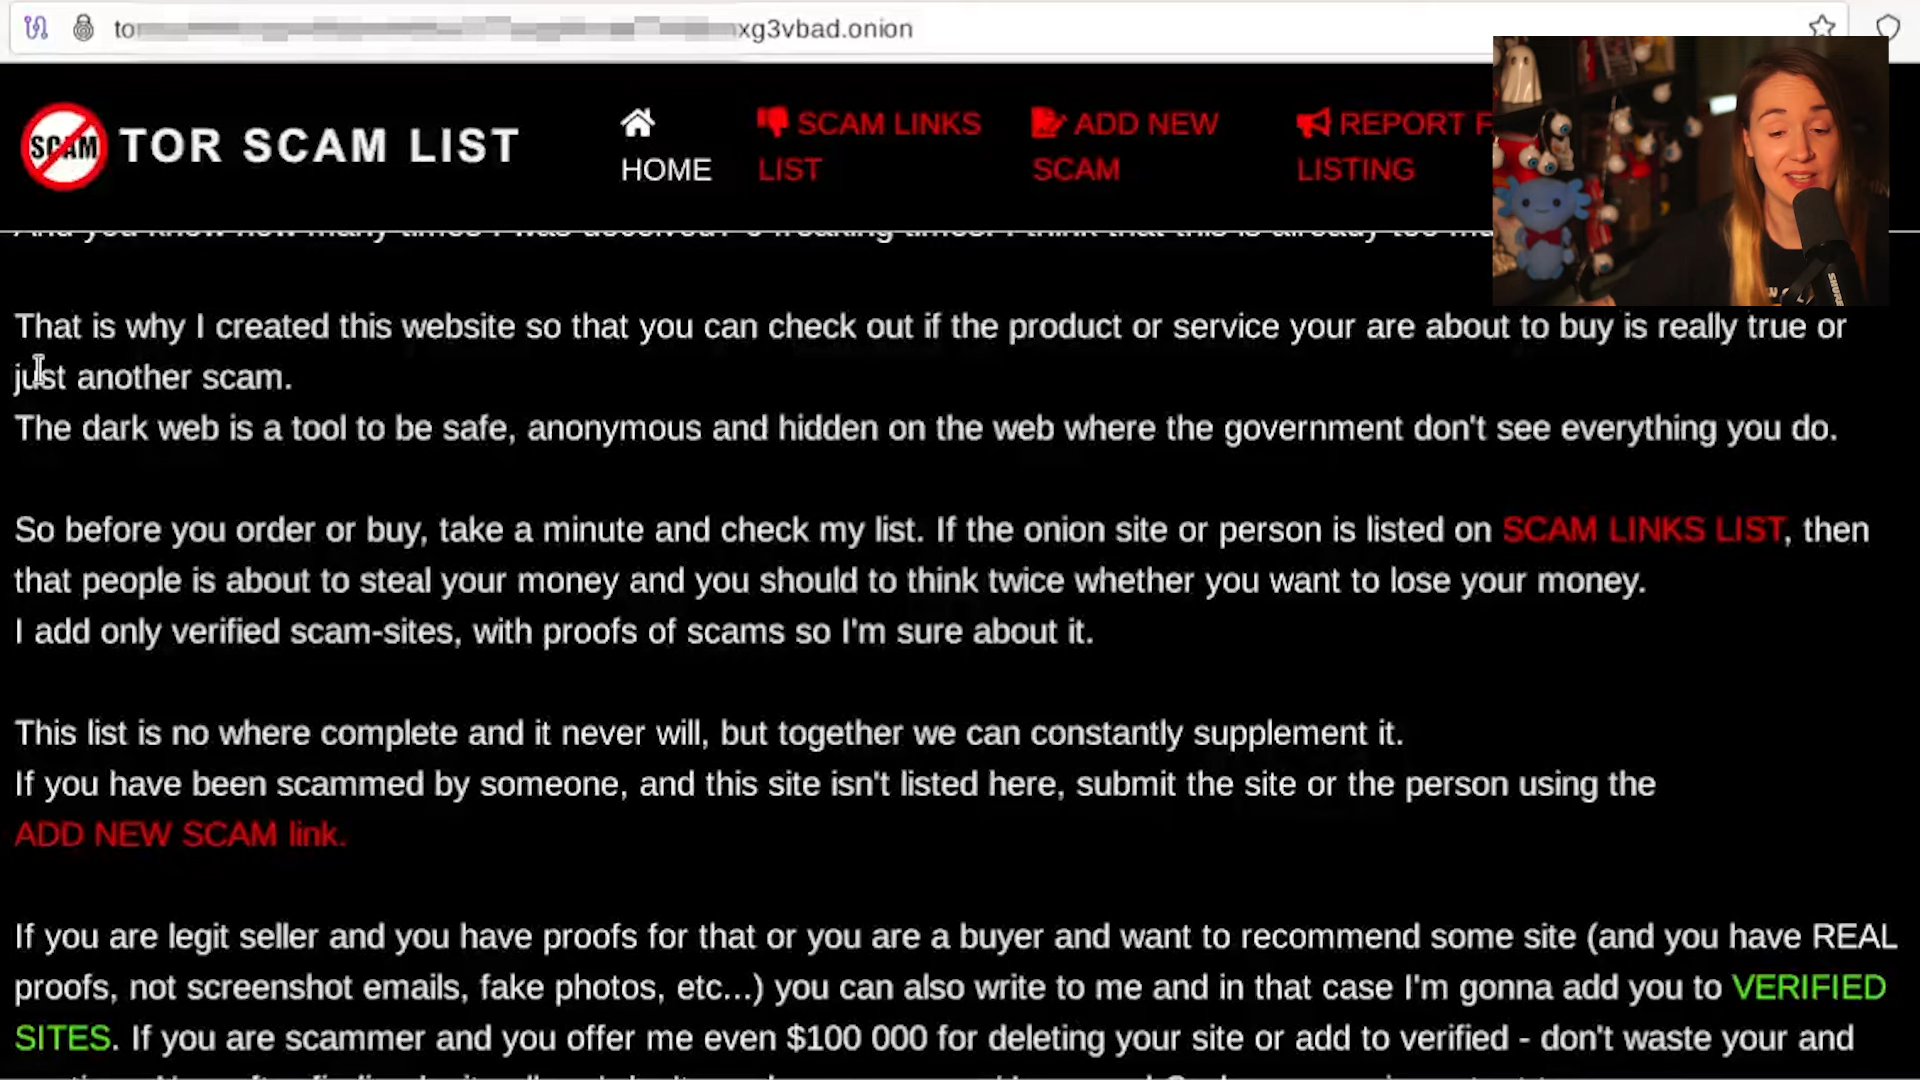 to xg3vbad.onion
SCAM
TOR SCAM LIST
HOME
SCAM LINKS
LIST
ADD NEW
SCAM
REPORT F
LISTING
That is why I created this website so that you can check out if the product or service your are about to buy is really true or
just another scam.
The dark web is a tool to be safe, anonymous and hidden on the web where the government don't see everything you do.
So before you order or buy, take a minute and check my list. If the onion site or person is listed on SCAM LINKS LIST, then
that people is about to steal your money and you should to think twice whether you want to lose your money.
I add only verified scam-sites, with proofs of scams so I'm sure about it.
This list is no where complete and it never will, but together we can constantly supplement it.
If you have been scammed by someone, and this site isn't listed here, submit the site or the person using the
ADD NEW SCAM link.
If you are legit seller and you have proofs for that or you are a buyer and want to recommend some site (and you have REAL
proofs, not screenshot emails, fake photos, etc...) you can also write to me and in that case I'm gonna add you to VERIFIED
SITES. If you are scammer and you offer me even $100 000 for deleting your site or add to verified - don't waste your and
SHURE